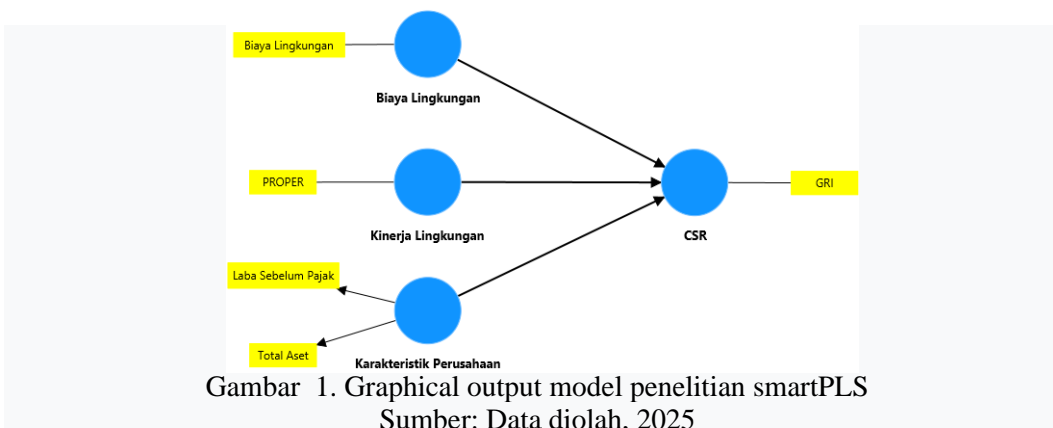 Biaya Lingkungan
Biaya Lingkungan
PROPER
GRI
Kinerja Lingkungan
CSR
Laba Sebelum Pajak
Total Aset
Karakteristik Perusahaan
Gambar 1. Graphical output model penelitian smartPLS
Sumber: Data diolah, 2025